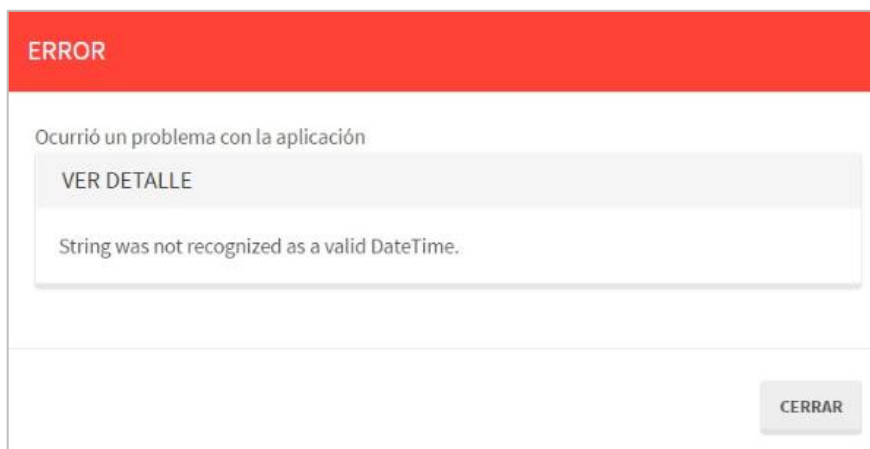 ERROR
Ocurrió un problema con la aplicación
VER DETALLE
String was not recognized as a valid DateTime.
CERRAR